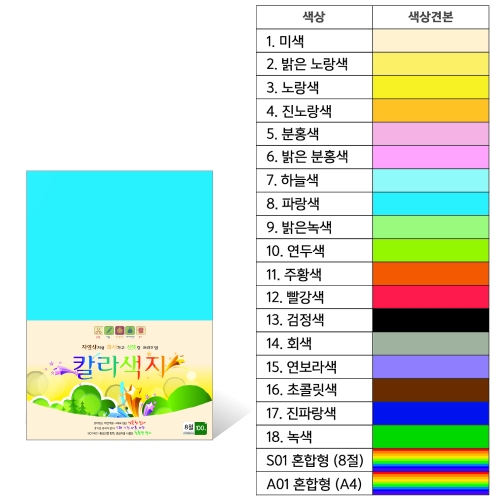 칼라색지
8절
100
색상 색상견본
1. 미색
2. 밝은 노랑색
3. 노랑색
4. 진노랑색
5. 분홍색
6. 밝은 분홍색
7. 하늘색
8. 파랑색
9. 밝은녹색
10. 연두색
11. 주황색
12. 빨강색
13. 검정색
14. 회색
15. 연보라색
16. 초콜릿색
17. 진파랑색
18. 녹색
S01 혼합형 (8절)
A01 혼합형 (A4)